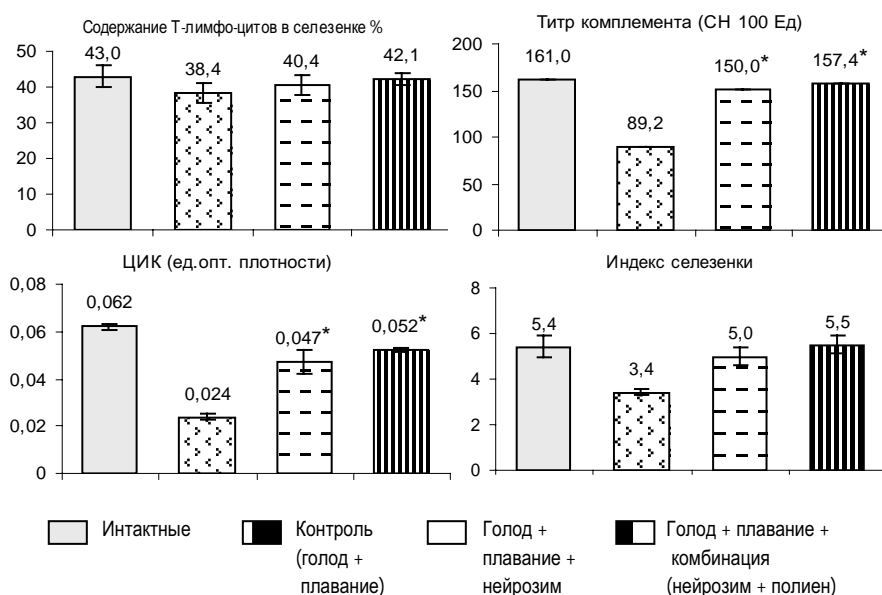 Содержание Т-лимфо-цитов в селезенке %
50
40
30
20
10
0
43,0
38,4
40,4
42,1
Титр комплемента (СН 100 Ед)
200
150
100
50
0
161,0
89,2
150,0*
157,4*
ЦИК (ед.опт. плотности)
0,08
0,06
0,04
0,02
0
0,062
0,024
0,047*
0,052*
Индекс селезенки
8
6
4
2
0
5,4
3,4
5,0
5,5
Интактные
Контроль
(голод +
плавание)
Голод +
плавание +
нейрозим
Голод + плавание +
комбинация
(нейрозим + полиен)